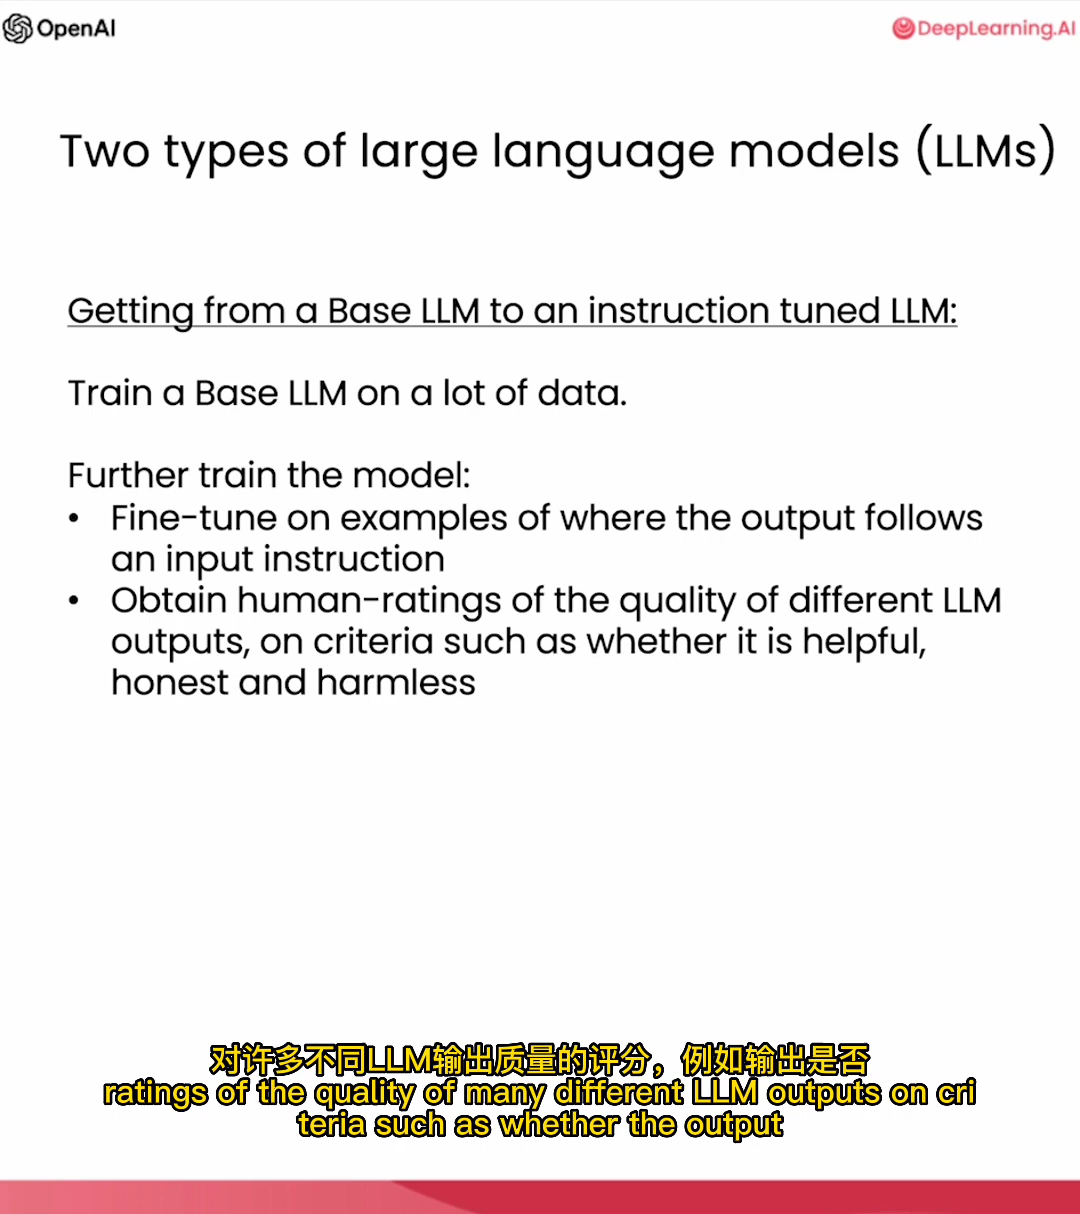 OpenAI
DeepLearning.AI
Two types of large language models (LLMs)
Getting from a Base LLM to an instruction tuned LLM:
Train a Base LLM on a lot of data.
Further train the model:
• Fine-tune on examples of where the output follows
an input instruction
• Obtain human-ratings of the quality of different LLM
outputs, on criteria such as whether it is helpful,
honest and harmless
对许多不同LLM输出质量的评分，例如输出是否
ratings of the quality of many different LLM outputs on cri
teria such as whether the output